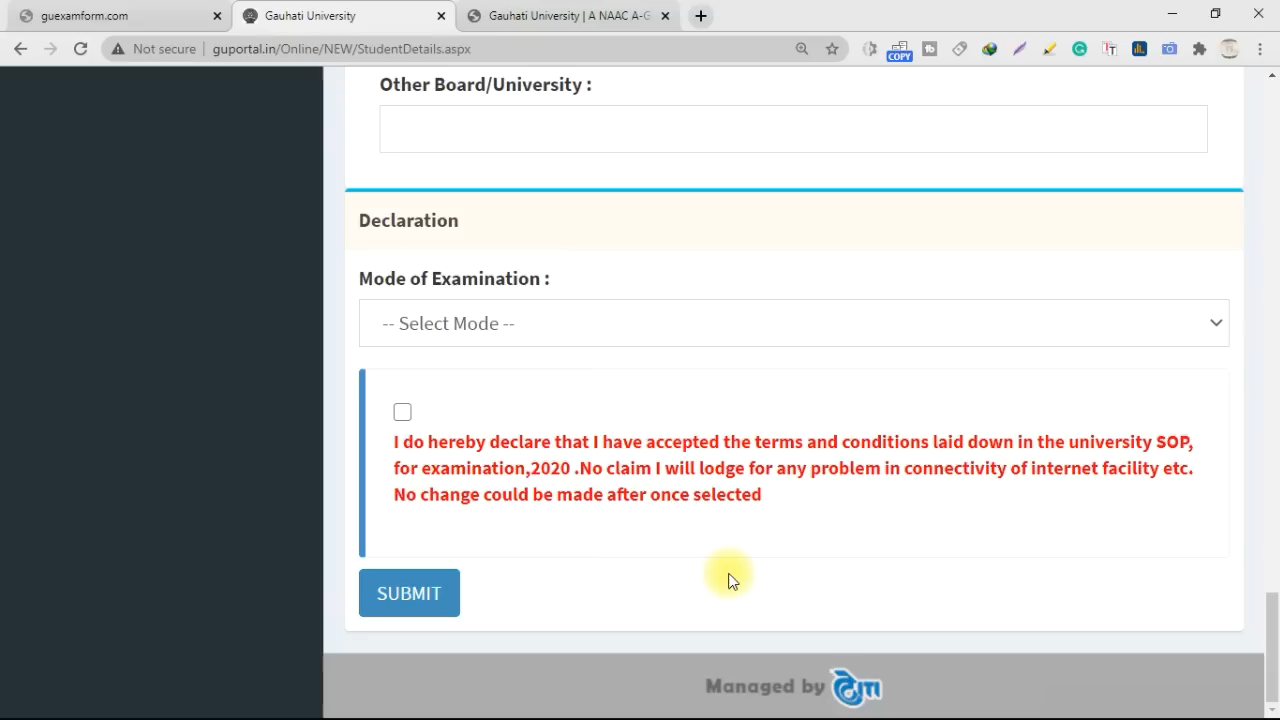 guexamform.com
Gauhati University
Gauhati University | A NAAC A-G
Not secure | guportal.in/Online/NEW/StudentDetails.aspx
COPY
Other Board/University :
Declaration
Mode of Examination :
-- Select Mode --
I do hereby declare that I have accepted the terms and conditions laid down in the university SOP,
for examination,2020 .No claim I will lodge for any problem in connectivity of internet facility etc.
No change could be made after once selected
SUBMIT
Managed by